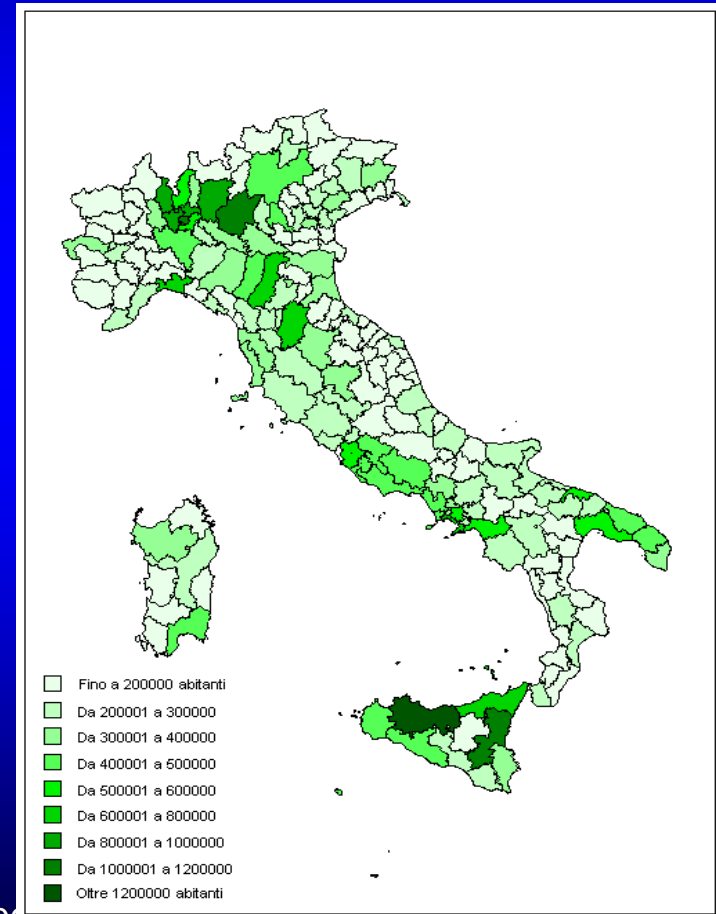 Fino a 200000 abitanti
Da 200001 a 300000
Da 300001 a 400000
Da 400001 a 500000
Da 500001 a 600000
Da 600001 a 800000
Da 800001 a 1000000
Da 1000001 a 1200000
Oltre 1200000 abitanti